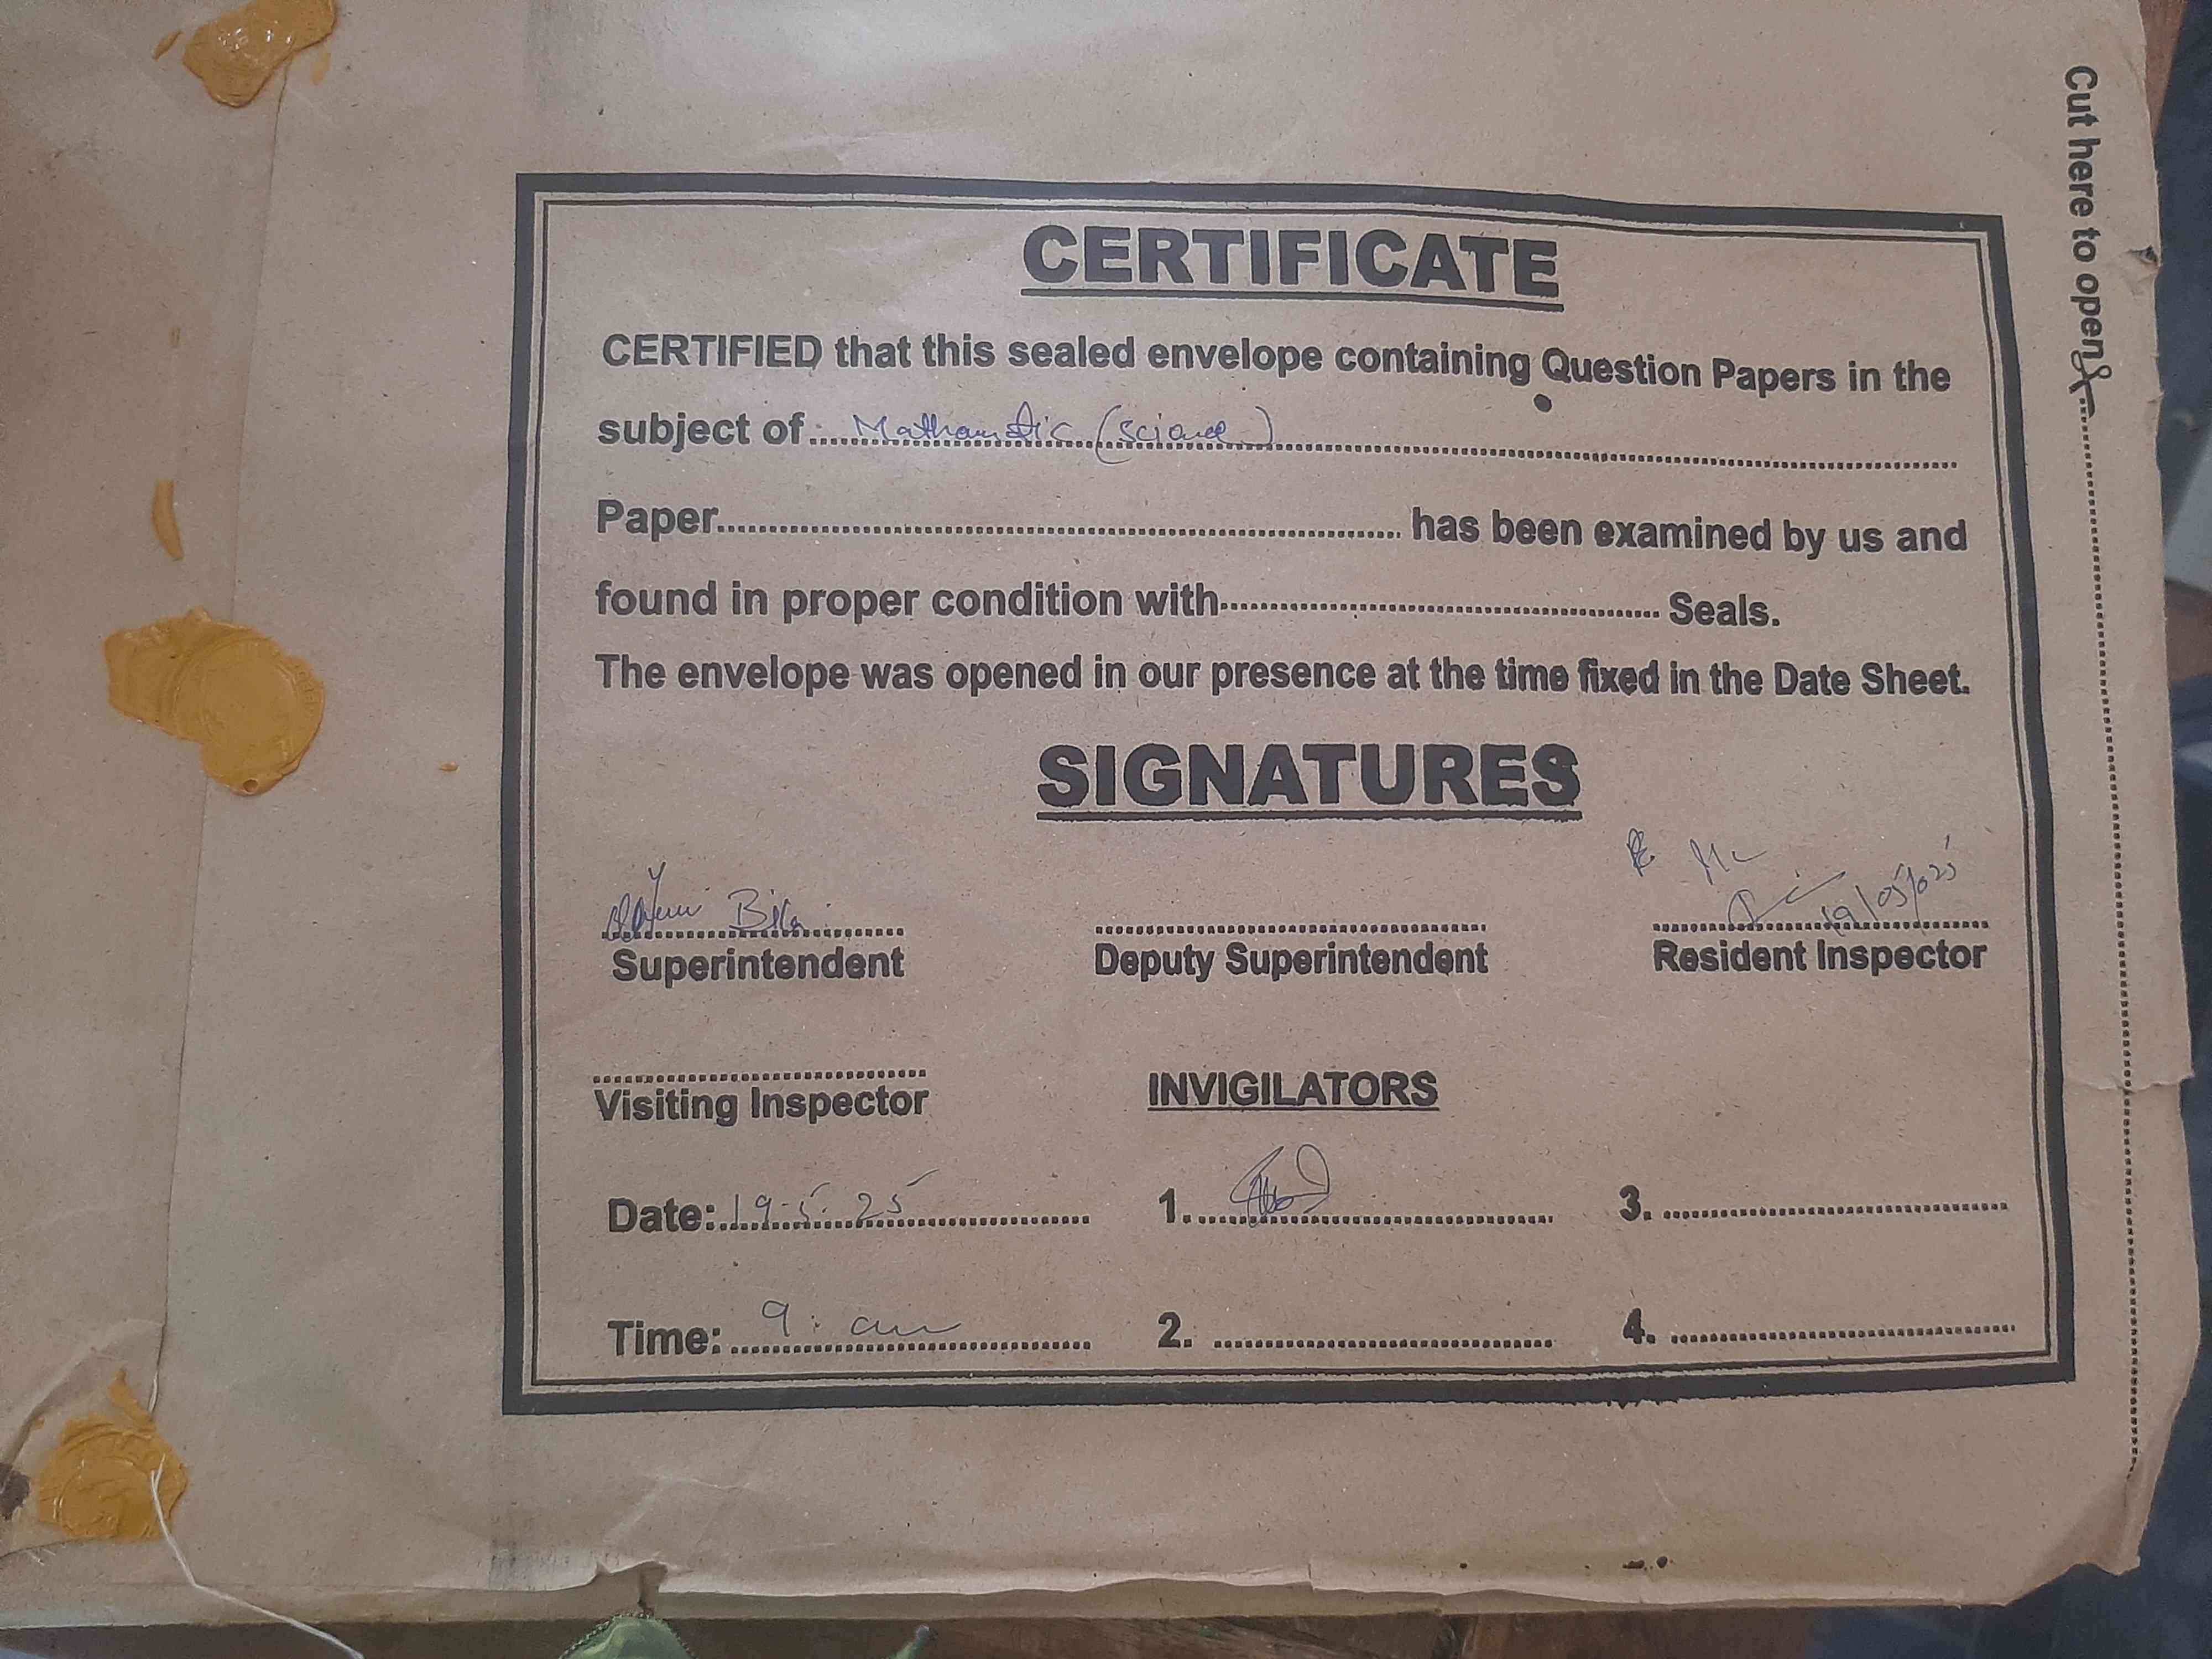 Cut here to open
CERTIFICATE
CERTIFIED that this sealed envelope containing Question Papers in the
subject of Mathamatic (Science)
Paper.......... has been examined by us and
found in proper condition with.......... Seals.
The envelope was opened in our presence at the time fixed in the Date Sheet.
SIGNATURES
19/05/025
Superintendent Deputy Superintendent Resident Inspector
Visiting Inspector INVIGILATORS
Date: 19-5-25 1. 3.
Time: 9: am 2. 4.